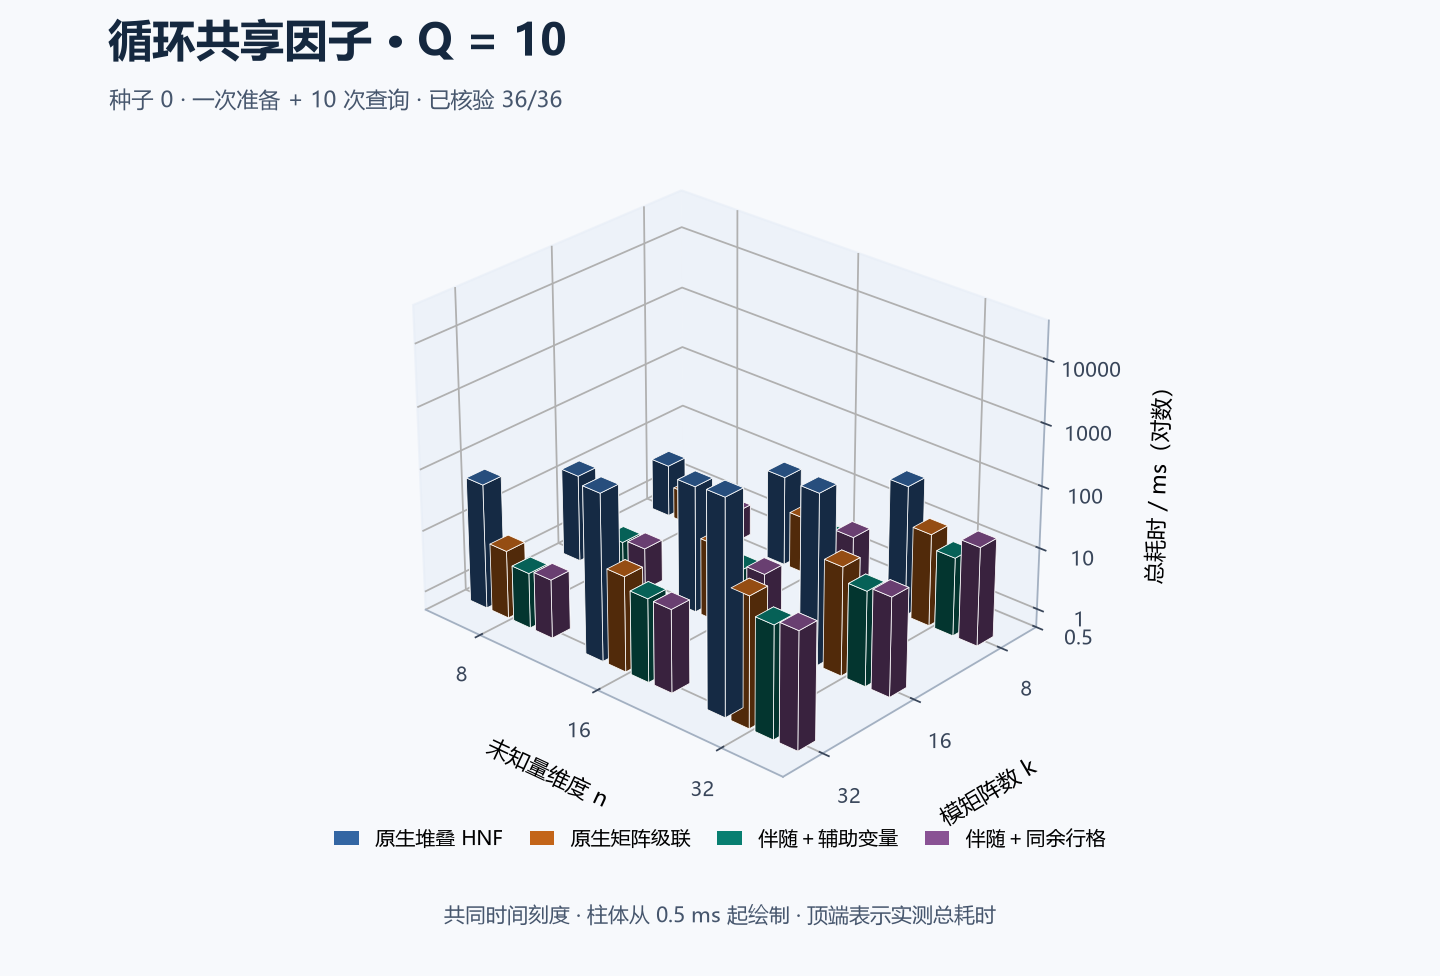 循环共享因子 • Q = 10
种子 0 · 一次准备 + 10 次查询 · 已核验 36/36
10000
1000
100
10
1
0.5
总耗时 / ms（对数）
8
16
32
未知量维度 n
8
16
32
模矩阵数 k
原生堆叠 HNF
原生矩阵级联
伴随 + 辅助变量
伴随 + 同余行格
共同时间刻度 · 柱体从 0.5 ms 起绘制 · 顶端表示实测总耗时